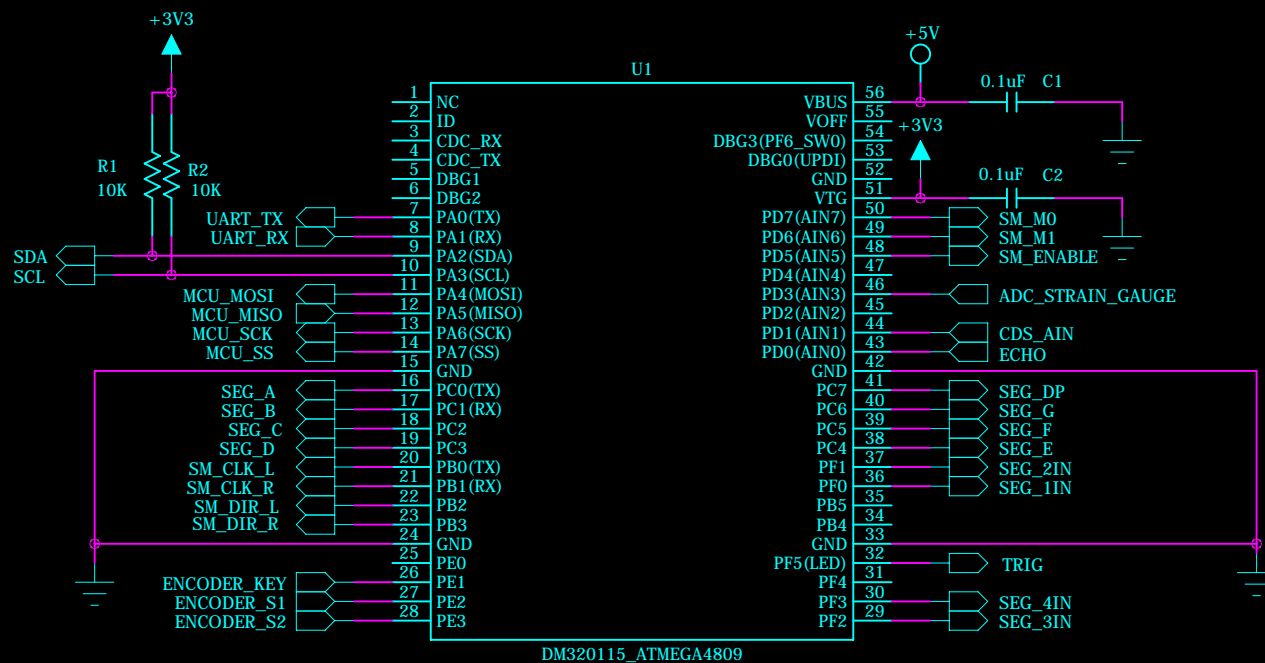 +3V3
+5V
U1
0.1uF C1
1 NC VBUS 56
2 ID VOFF 55
+3V3
3 CDC_RX DBG3(PF6_SW0) 54
4 CDC_TX DBG0(UPDI) 53
R1 R2
10K 10K
5 DBG1 GND 52
0.1uF C2
6 DBG2 VTG 51
UART_TX 7 PA0(TX) PD7(AIN7) 50 SM_M0
UART_RX 8 PA1(RX) PD6(AIN6) 49 SM_M1
SDA 9 PA2(SDA) PD5(AIN5) 48 SM_ENABLE
SCL 10 PA3(SCL) PD4(AIN4) 47
MCU_MOSI 11 PA4(MOSI) PD3(AIN3) 46 ADC_STRAIN_GAUGE
MCU_MISO 12 PA5(MISO) PD2(AIN2) 45
MCU_SCK 13 PA6(SCK) PD1(AIN1) 44 CDS_AIN
MCU_SS 14 PA7(SS) PD0(AIN0) 43 ECHO
15 GND GND 42
SEG_A 16 PC0(TX) PC7 41 SEG_DP
SEG_B 17 PC1(RX) PC6 40 SEG_G
SEG_C 18 PC2 PC5 39 SEG_F
SEG_D 19 PC3 PC4 38 SEG_E
SM_CLK_L 20 PB0(TX) PF1 37 SEG_2IN
SM_CLK_R 21 PB1(RX) PF0 36 SEG_1IN
SM_DIR_L 22 PB2 PB5 35
SM_DIR_R 23 PB3 PB4 34
24 GND GND 33
25 PE0 PF5(LED) 32 TRIG
ENCODER_KEY 26 PE1 PF4 31
ENCODER_S1 27 PE2 PF3 30 SEG_4IN
ENCODER_S2 28 PE3 PF2 29 SEG_3IN
DM320115_ATMEGA4809